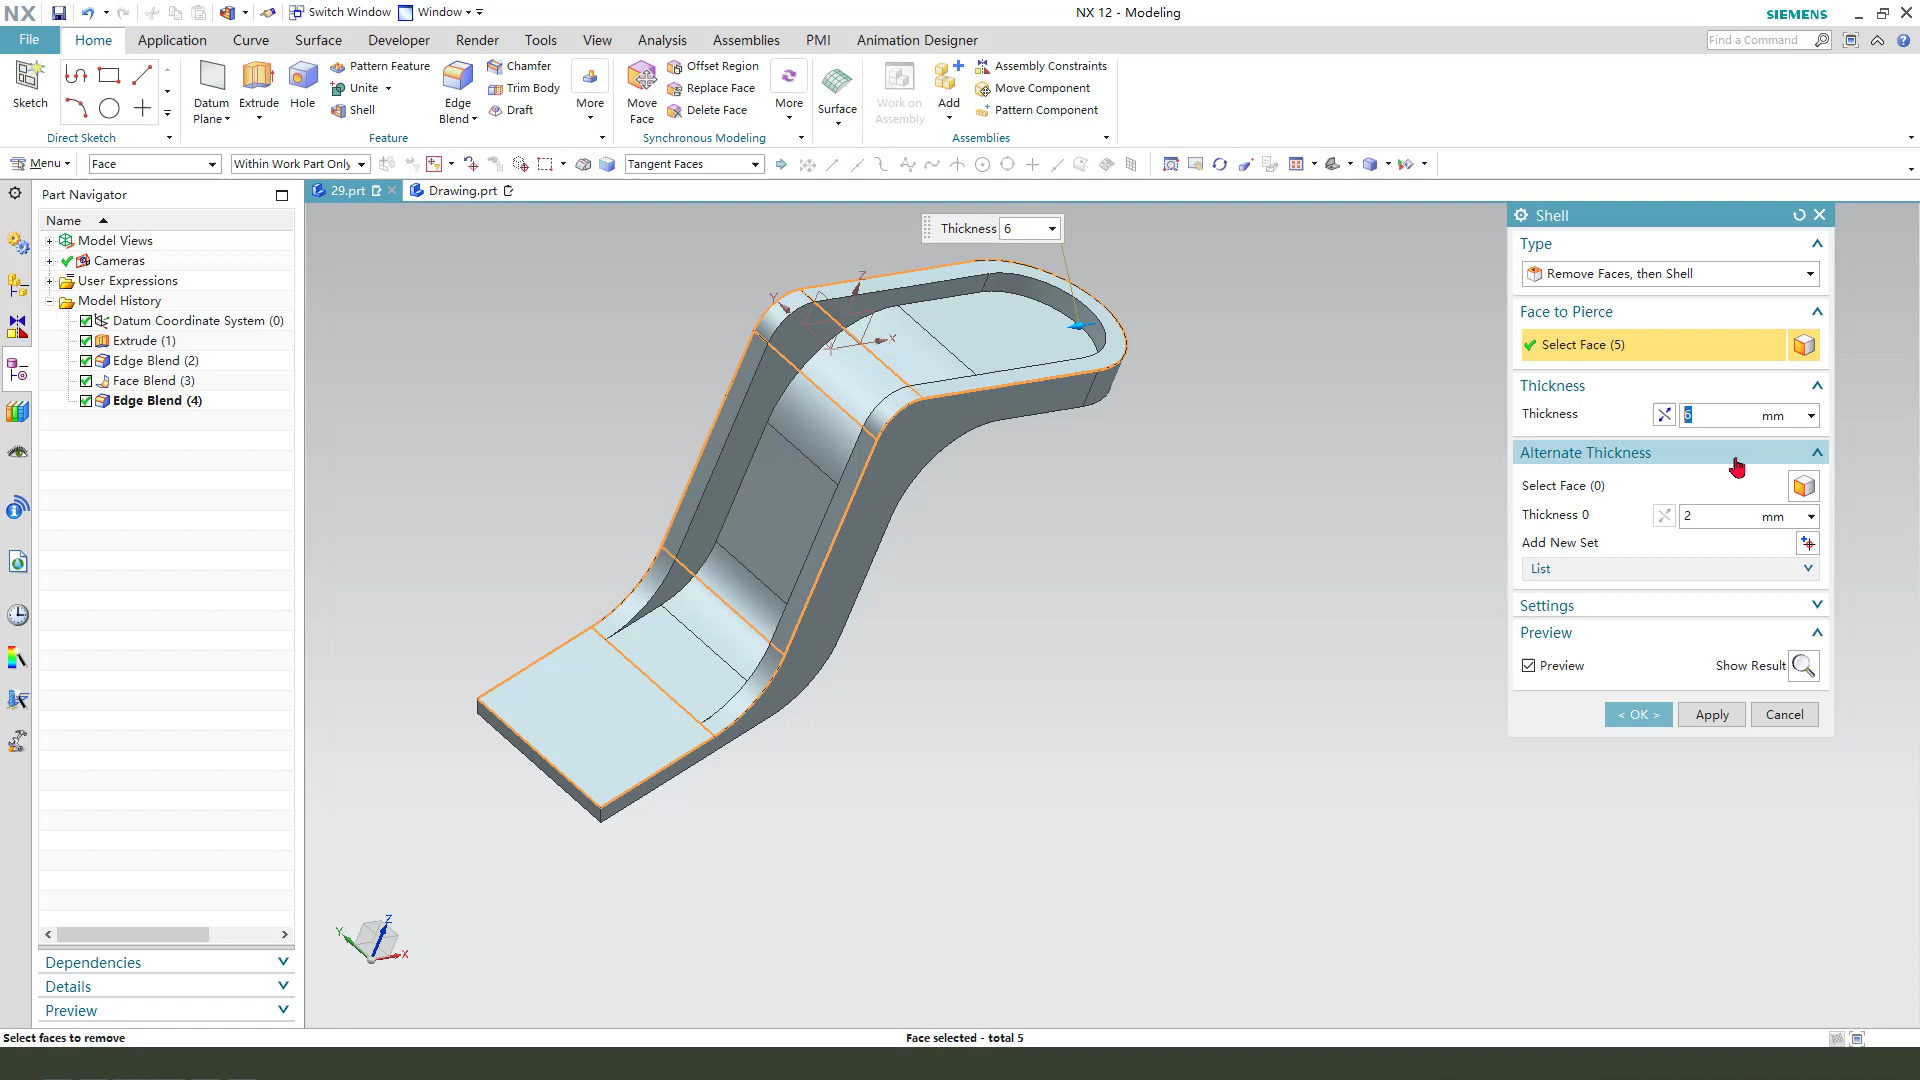 NX
Switch Window
Window
NX 12 - Modeling
SIEMENS
File
Home
Application
Curve
Surface
Developer
Render
Tools
View
Analysis
Assemblies
PMI
Animation Designer
Find a Command
Sketch
Direct Sketch
Datum Plane
Extrude
Hole
Pattern Feature
Unite
Shell
Edge Blend
Chamfer
Trim Body
Draft
More
Feature
Move Face
Offset Region
Replace Face
Delete Face
More
Synchronous Modeling
Surface
Work on Assembly
Add
Assembly Constraints
Move Component
Pattern Component
Assemblies
Menu
Face
Within Work Part Only
Tangent Faces
Part Navigator
29.prt
Drawing.prt
Name
Model Views
Cameras
User Expressions
Model History
Datum Coordinate System (0)
Extrude (1)
Edge Blend (2)
Face Blend (3)
Edge Blend (4)
Dependencies
Details
Preview
Thickness 6
Z
Y
X
Z
Y
X
Shell
Type
Remove Faces, then Shell
Face to Pierce
Select Face (5)
Thickness
Thickness 6 mm
Alternate Thickness
Select Face (0)
Thickness 0 2 mm
Add New Set
List
Settings
Preview
Preview Show Result
< OK > Apply Cancel
Select faces to remove
Face selected - total 5